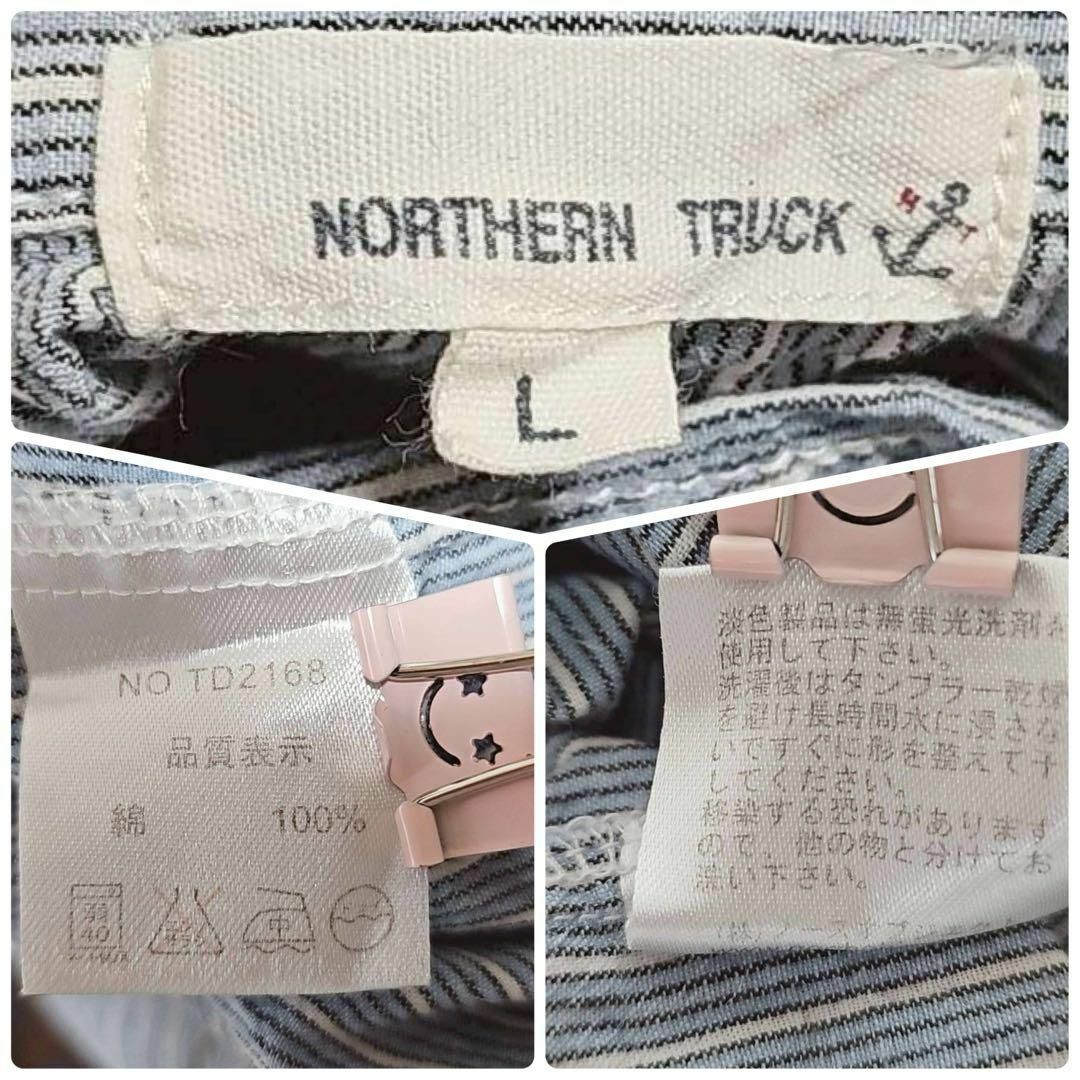 NORTHERN TRUCK
L
NO TD2168
品質表示
綿 100%
弱
40
中
淡色製品は無蛍光洗剤を
使用して下さい。
洗濯後はタンブラー乾燥
を避け長時間水に浸さな
いですぐに形を整えて干
してください。
移染する恐れがあります
ので、他の物と分けてお
洗い下さい。